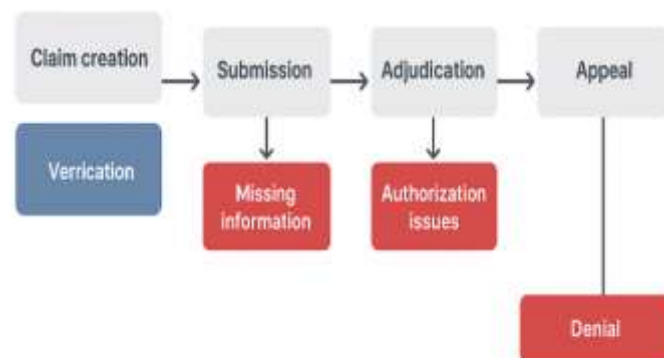 Claim creation
Submission
Adjudication
Appeal
Verrication
Missing
information
Authorization
issues
Denial